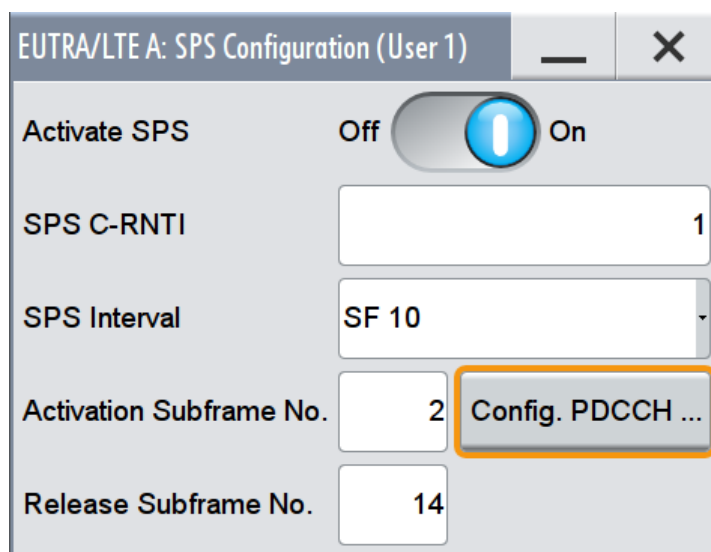 EUTRA/LTE A: SPS Configuration (User 1)
Activate SPS Off On
SPS C-RNTI 1
SPS Interval SF 10
Activation Subframe No. 2 Config. PDCCH ...
Release Subframe No. 14